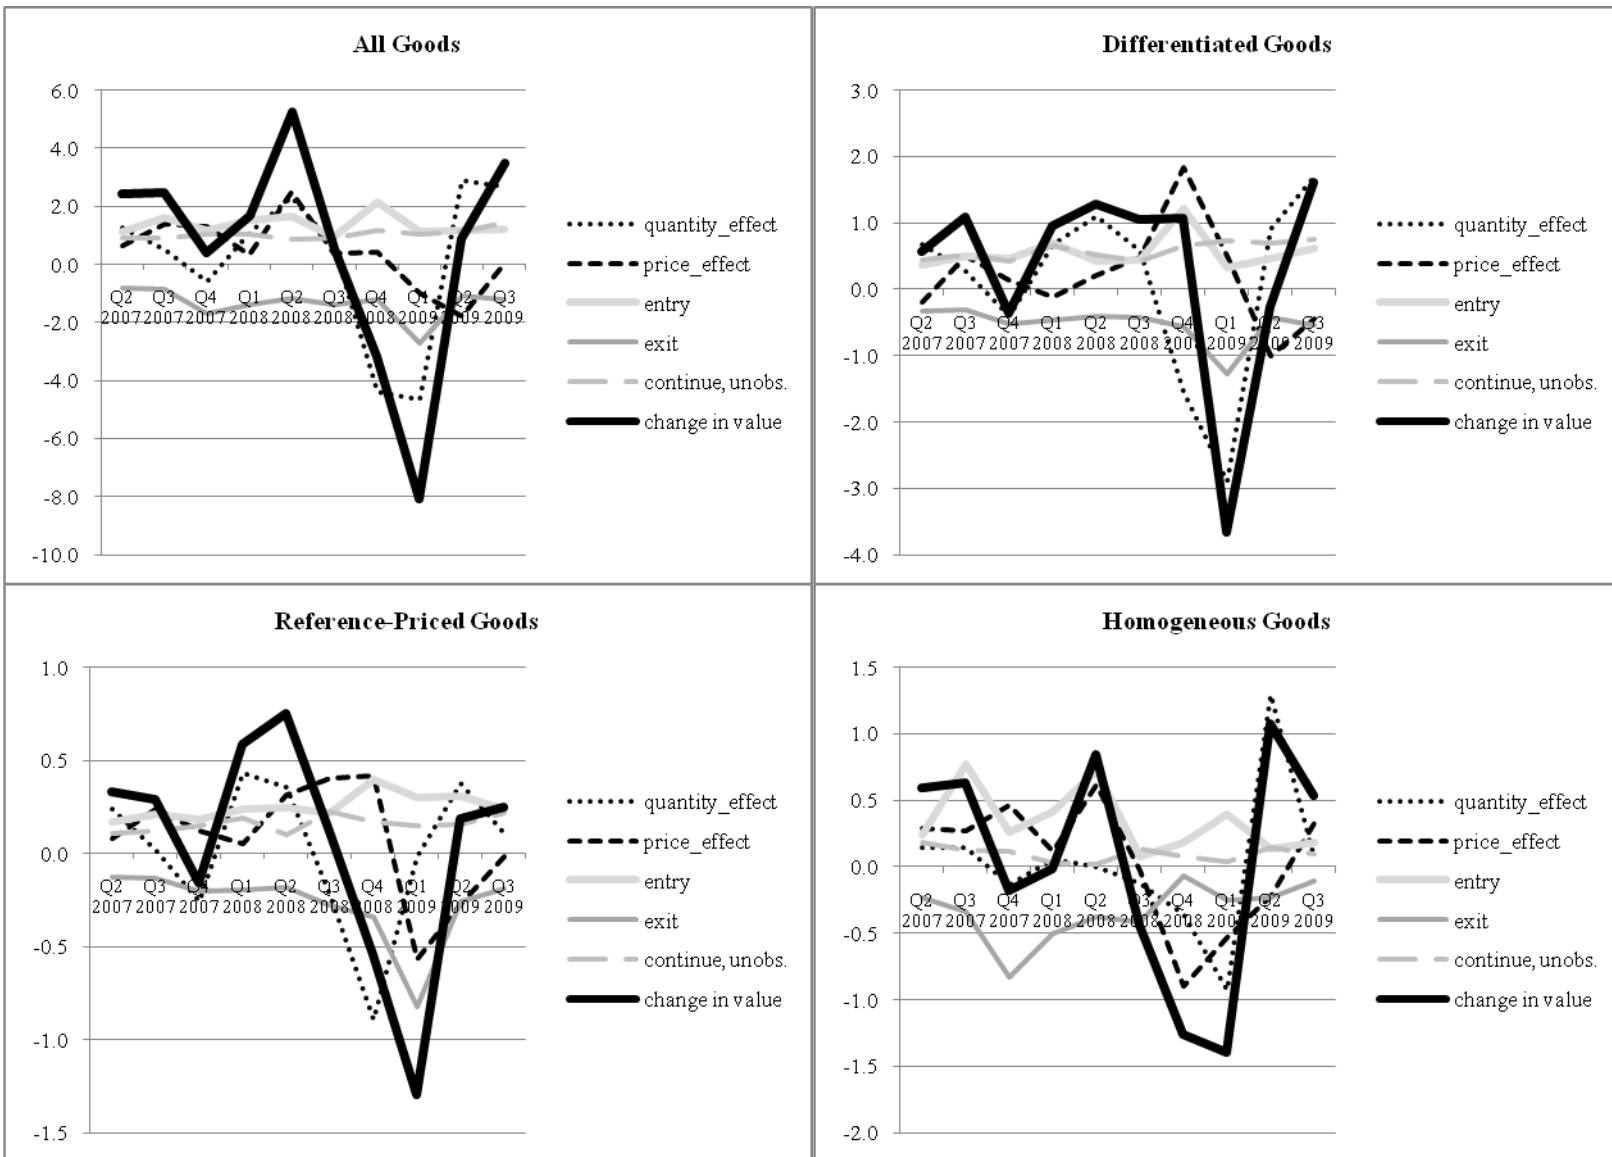 All Goods
6.0
4.0
2.0
0.0
-2.0
-4.0
-6.0
-8.0
-10.0
Q2 Q3 Q4 Q1 Q2 Q3 Q4 Q1 Q2 Q3
2007 2007 2007 2008 2008 2008 2008 2009 2009 2009
quantity_effect
price_effect
entry
exit
continue, unobs.
change in value
Differentiated Goods
3.0
2.0
1.0
0.0
-1.0
-2.0
-3.0
-4.0
Q2 Q3 Q4 Q1 Q2 Q3 Q4 Q1 Q2 Q3
2007 2007 2007 2008 2008 2008 2008 2009 2009 2009
quantity_effect
price_effect
entry
exit
continue, unobs.
change in value
Reference-Priced Goods
1.0
0.5
0.0
-0.5
-1.0
-1.5
Q2 Q3 Q4 Q1 Q2 Q3 Q4 Q1 Q2 Q3
2007 2007 2007 2008 2008 2008 2008 2009 2009 2009
quantity_effect
price_effect
entry
exit
continue, unobs.
change in value
Homogeneous Goods
1.5
1.0
0.5
0.0
-0.5
-1.0
-1.5
-2.0
Q2 Q3 Q4 Q1 Q2 Q3 Q4 Q1 Q2 Q3
2007 2007 2007 2008 2008 2008 2008 2009 2009 2009
quantity_effect
price_effect
entry
exit
continue, unobs.
change in value